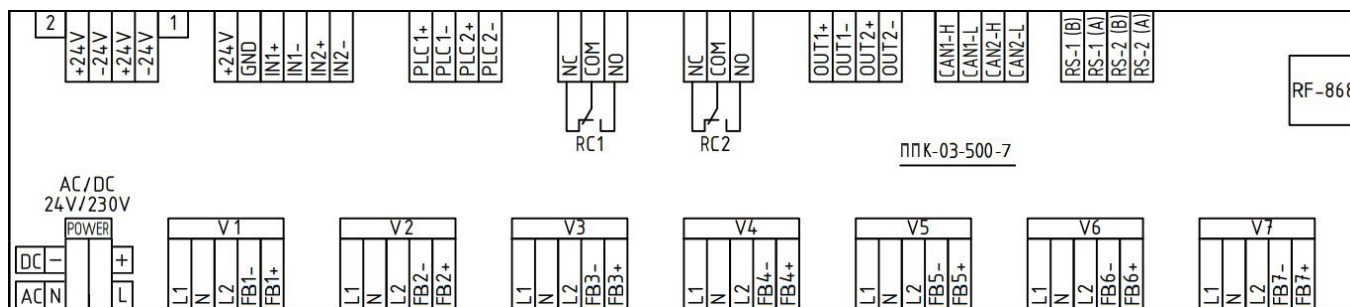 2 +24V -24V +24V -24V 1
+24V GND IN1+ IN1- IN2+ IN2-
PLC1+ PLC1- PLC2+ PLC2-
NC COM NO
NC COM NO
OUT1+ OUT1- OUT2+ OUT2-
CAN1-H CAN1-L CAN2-H CAN2-L
RS-1 (B) RS-1 (A) RS-2 (B) RS-2 (A)
RF-868
RC1
RC2
ППК-03-500-7
AC/DC
24V/230V
POWER
DC - +
AC N L
V1
L1 N L2 FB1- FB1+
V2
L1 N L2 FB2- FB2+
V3
L1 N L2 FB3- FB3+
V4
L1 N L2 FB4- FB4+
V5
L1 N L2 FB5- FB5+
V6
L1 N L2 FB6- FB6+
V7
L1 N L2 FB7- FB7+